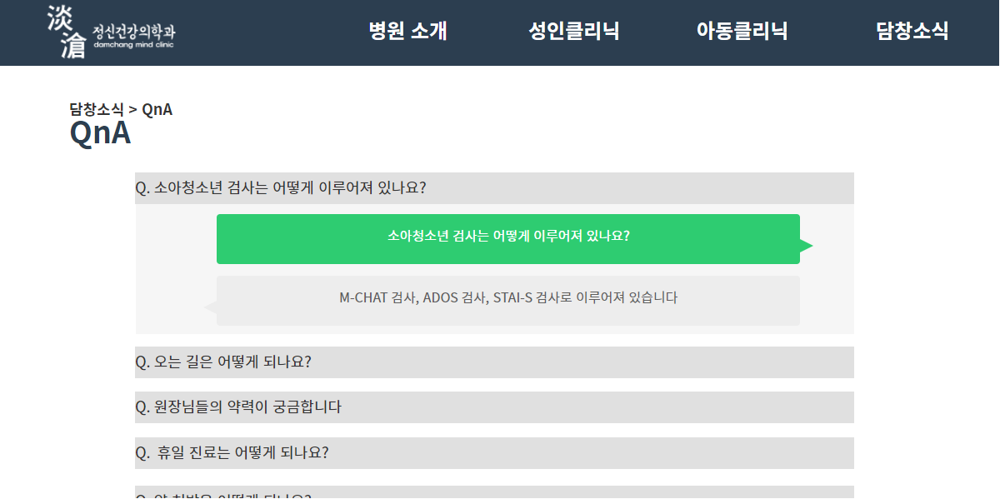 淡滄 정신건강의학과
damchang mind clinic
병원 소개 성인클리닉 아동클리닉 담창소식
담창소식 > QnA
QnA
Q. 소아청소년 검사는 어떻게 이루어져 있나요?
소아청소년 검사는 어떻게 이루어져 있나요?
M-CHAT 검사, ADOS 검사, STAI-S 검사로 이루어져 있습니다
Q. 오는 길은 어떻게 되나요?
Q. 원장님들의 약력이 궁금합니다
Q. 휴일 진료는 어떻게 되나요?